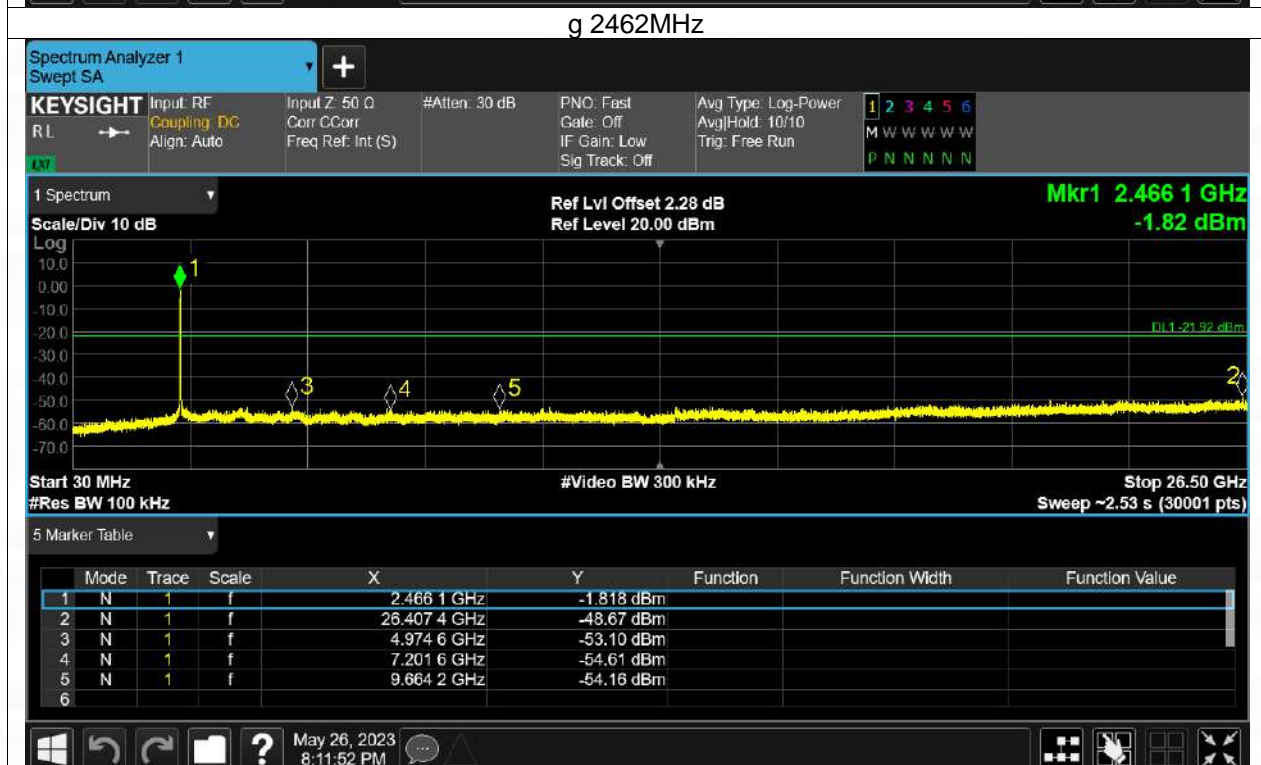 g 2462MHz
Spectrum Analyzer 1
Swept SA
+
KEYSIGHT Input: RF Input Z: 50 Ω #Atten: 30 dB PNO: Fast Avg Type: Log-Power 1 2 3 4 5 6
RL Coupling: DC Corr CCorr Gate: Off Avg|Hold: 10/10 M W W W W W
Align: Auto Freq Ref: Int (S) IF Gain: Low Trig: Free Run
LXI Sig Track: Off P N N N N N
1 Spectrum Ref Lvl Offset 2.28 dB Mkr1 2.466 1 GHz
Scale/Div 10 dB Ref Level 20.00 dBm -1.82 dBm
Log
10.0 1
0.00
-10.0
-20.0 DL1 -21.92 dBm
-30.0
-40.0 3 4 5 2
-50.0
-60.0
-70.0
Start 30 MHz #Video BW 300 kHz Stop 26.50 GHz
#Res BW 100 kHz Sweep ~2.53 s (30001 pts)
5 Marker Table
Mode Trace Scale X Y Function Function Width Function Value
1 N 1 f 2.466 1 GHz -1.818 dBm
2 N 1 f 26.407 4 GHz -48.67 dBm
3 N 1 f 4.974 6 GHz -53.10 dBm
4 N 1 f 7.201 6 GHz -54.61 dBm
5 N 1 f 9.664 2 GHz -54.16 dBm
6
? May 26, 2023
8:11:52 PM